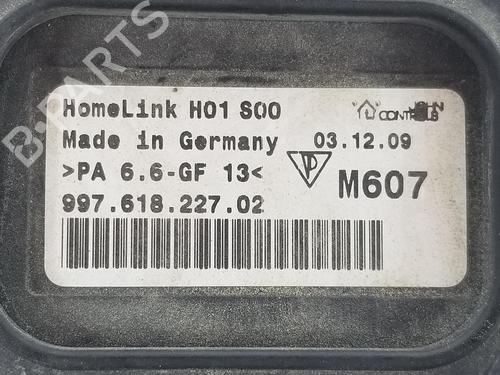 HomeLink H01 S00
Made in Germany 03.12.09
>PA 6.6-GF 13<
M607
997.618.227.02
B-PARTS